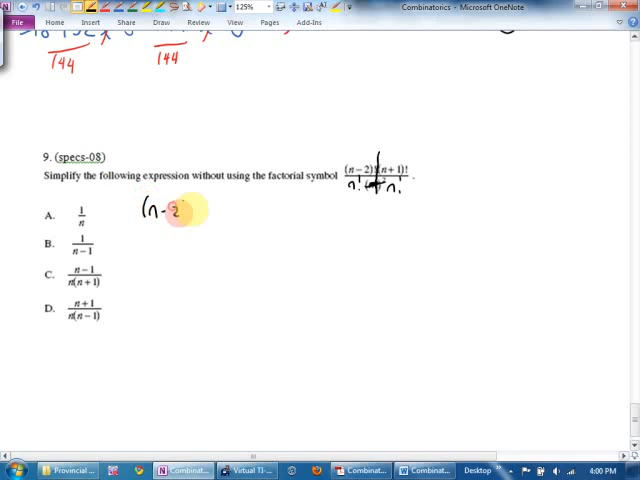 Combinatorics - Microsoft OneNote
File Home Insert Share Draw Review View Page Add-Ins
125%
144 144
9. (specs-08)
Simplify the following expression without using the factorial symbol (n − 2)!(n + 1)!
n! n! .
(n - 2
A. 1/n
B. 1/(n − 1)
C. (n − 1)/(n(n + 1))
D. (n + 1)/(n(n − 1))
Provincial Combinat... Virtual TI-... Combinat... Combinat... Desktop » 4:00 PM